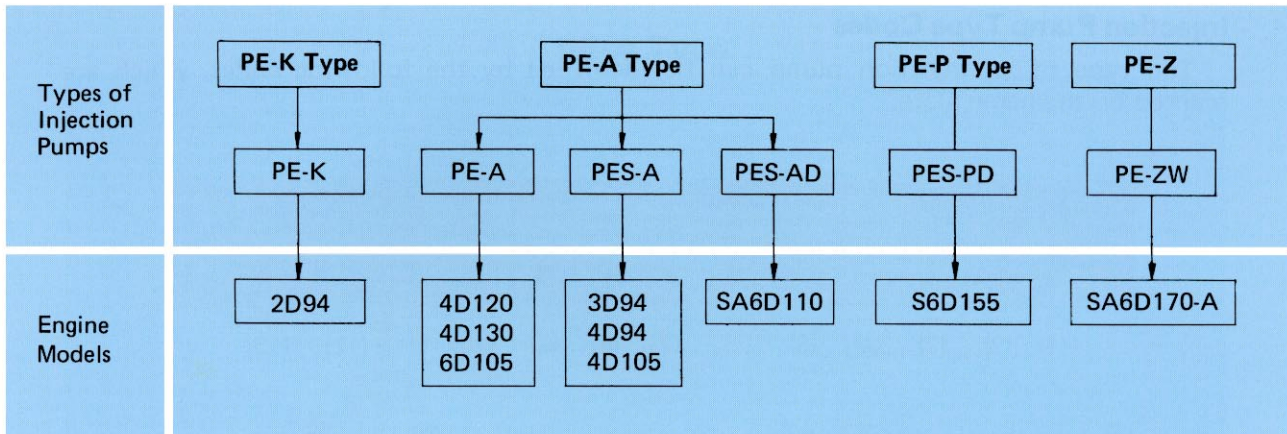 Types of
Injection
Pumps
PE-K Type
PE-A Type
PE-P Type
PE-Z
PE-K
PE-A
PES-A
PES-AD
PES-PD
PE-ZW
Engine
Models
2D94
4D120
4D130
6D105
3D94
4D94
4D105
SA6D110
S6D155
SA6D170-A